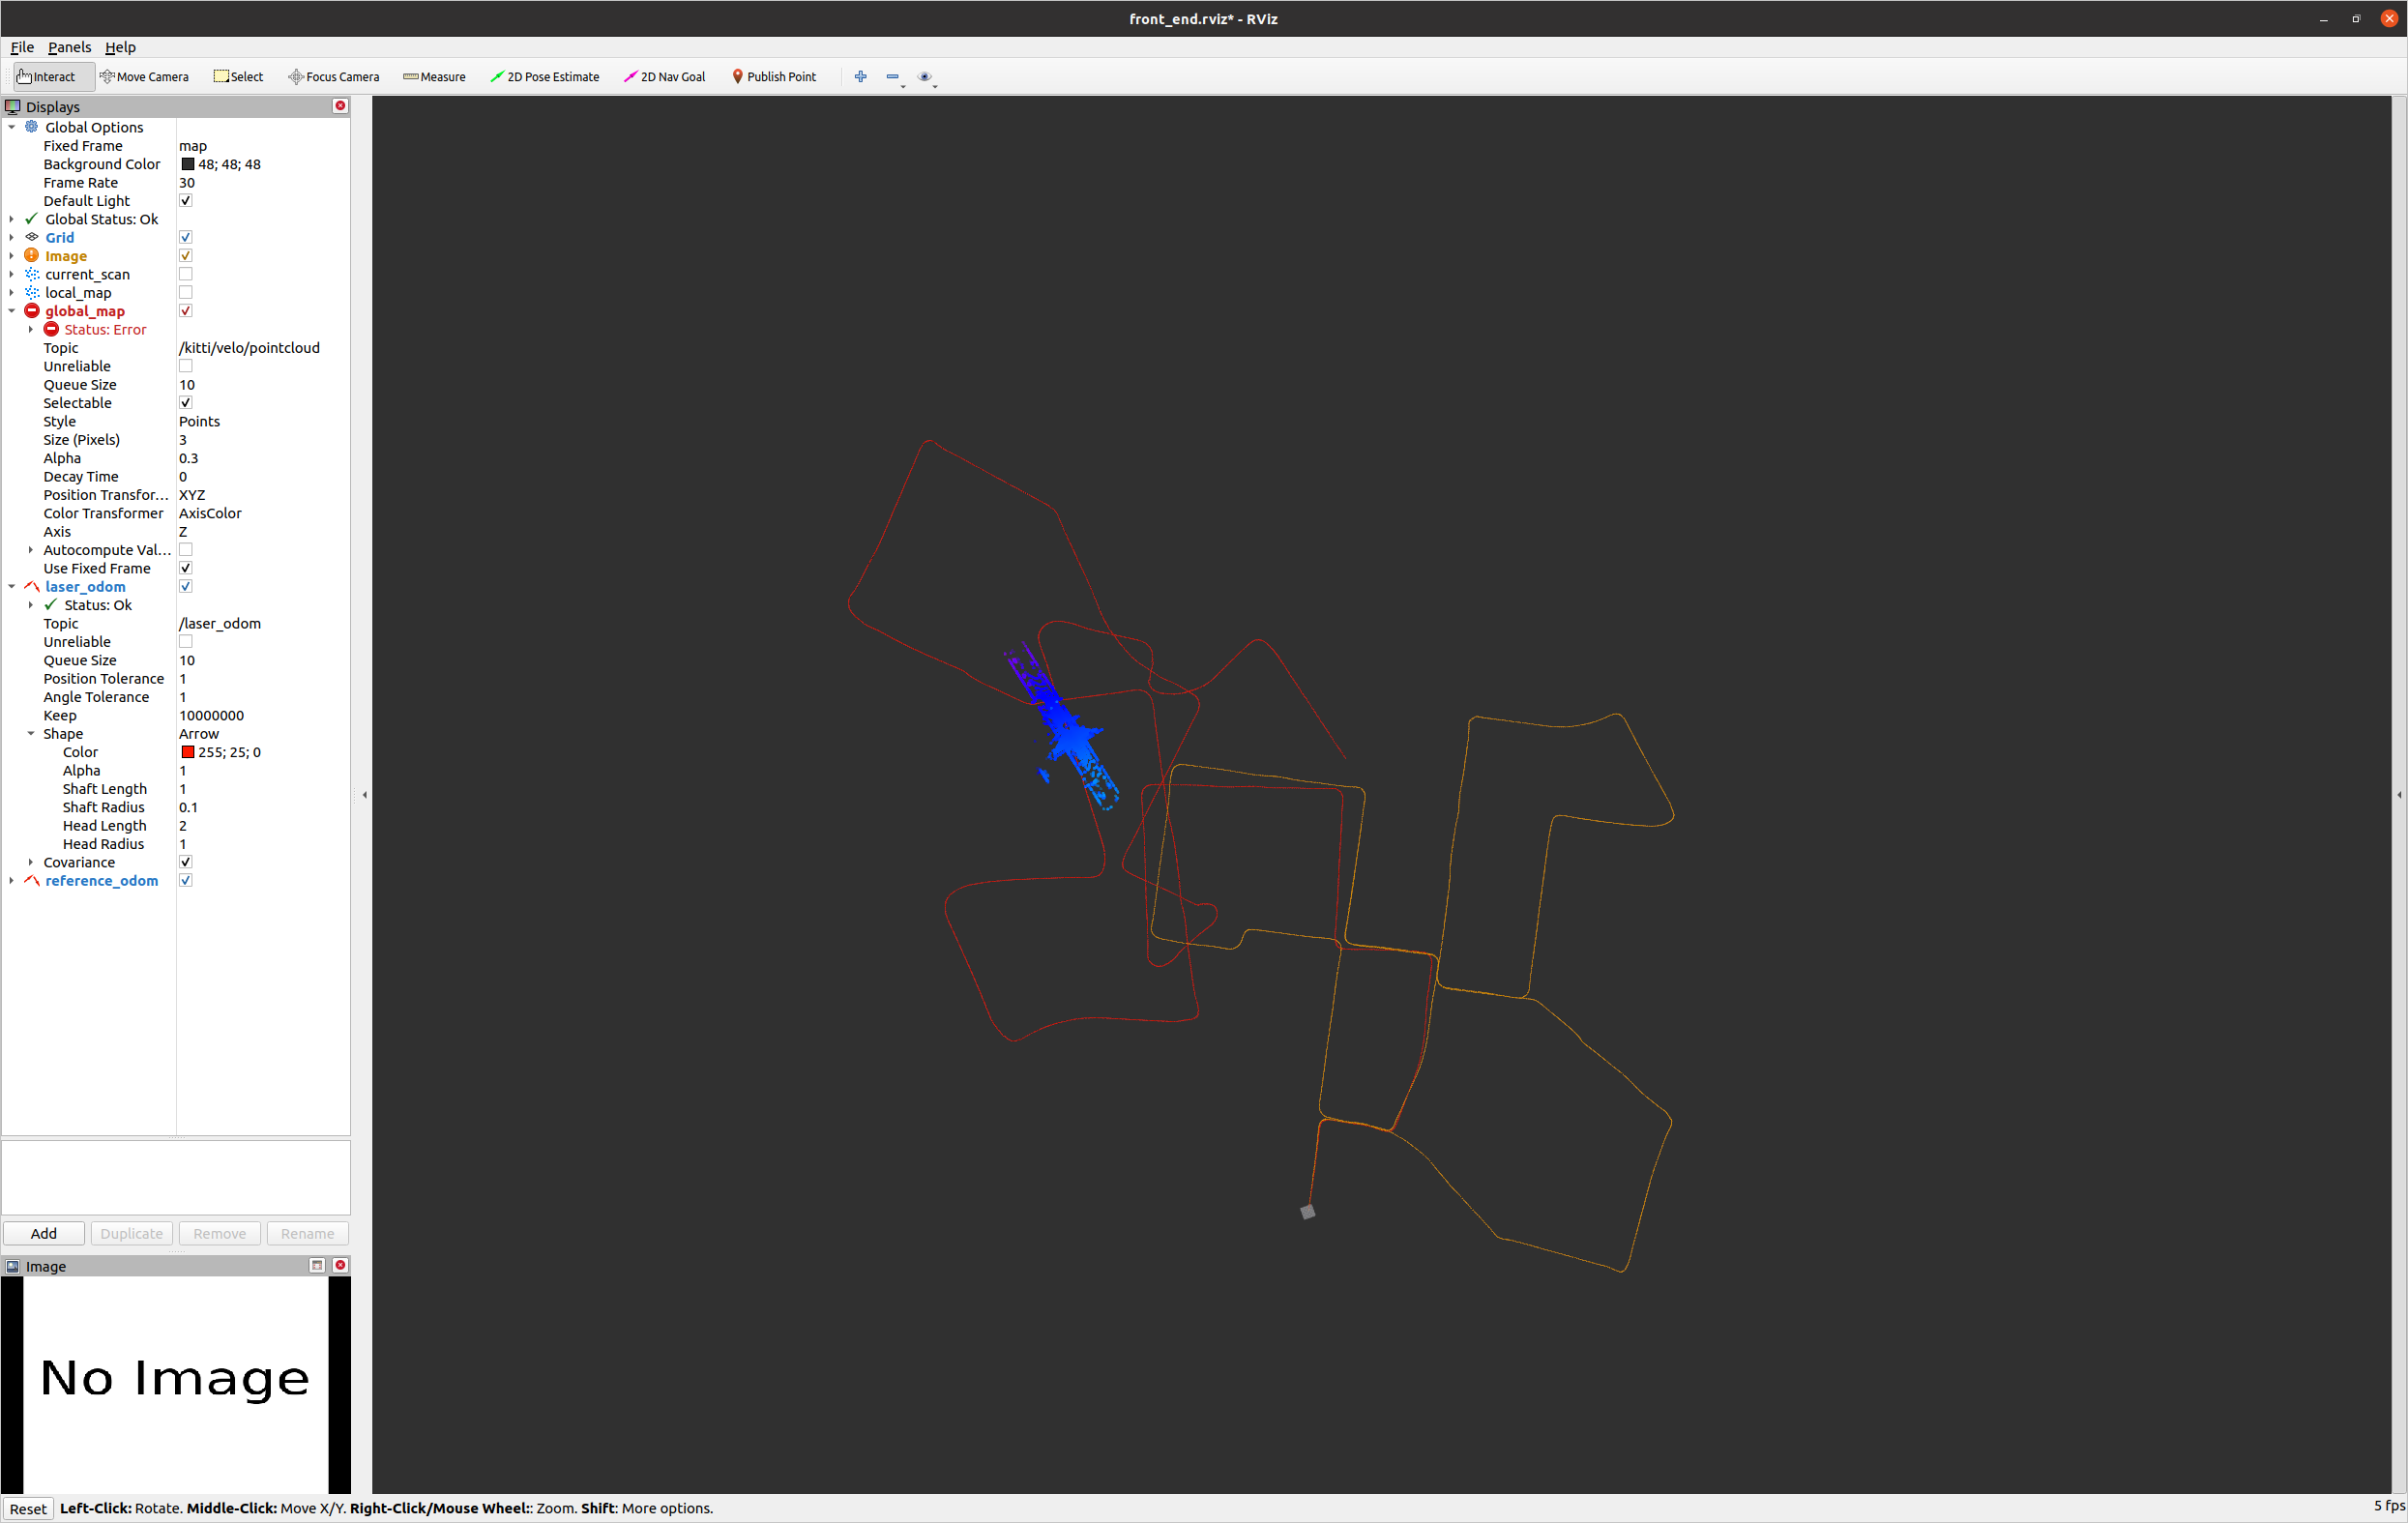 front_end.rviz* - RViz
File Panels Help
Interact Move Camera Select Focus Camera Measure 2D Pose Estimate 2D Nav Goal Publish Point
Displays
Global Options
Fixed Frame map
Background Color 48; 48; 48
Frame Rate 30
Default Light
Global Status: Ok
Grid
Image
current_scan
local_map
global_map
Status: Error
Topic /kitti/velo/pointcloud
Unreliable
Queue Size 10
Selectable
Style Points
Size (Pixels) 3
Alpha 0.3
Decay Time 0
Position Transfor... XYZ
Color Transformer AxisColor
Axis Z
Autocompute Val...
Use Fixed Frame
laser_odom
Status: Ok
Topic /laser_odom
Unreliable
Queue Size 10
Position Tolerance 1
Angle Tolerance 1
Keep 10000000
Shape Arrow
Color 255; 25; 0
Alpha 1
Shaft Length 1
Shaft Radius 0.1
Head Length 2
Head Radius 1
Covariance
reference_odom
Add Duplicate Remove Rename
Image
No Image
Reset Left-Click: Rotate. Middle-Click: Move X/Y. Right-Click/Mouse Wheel:: Zoom. Shift: More options. 5 fps